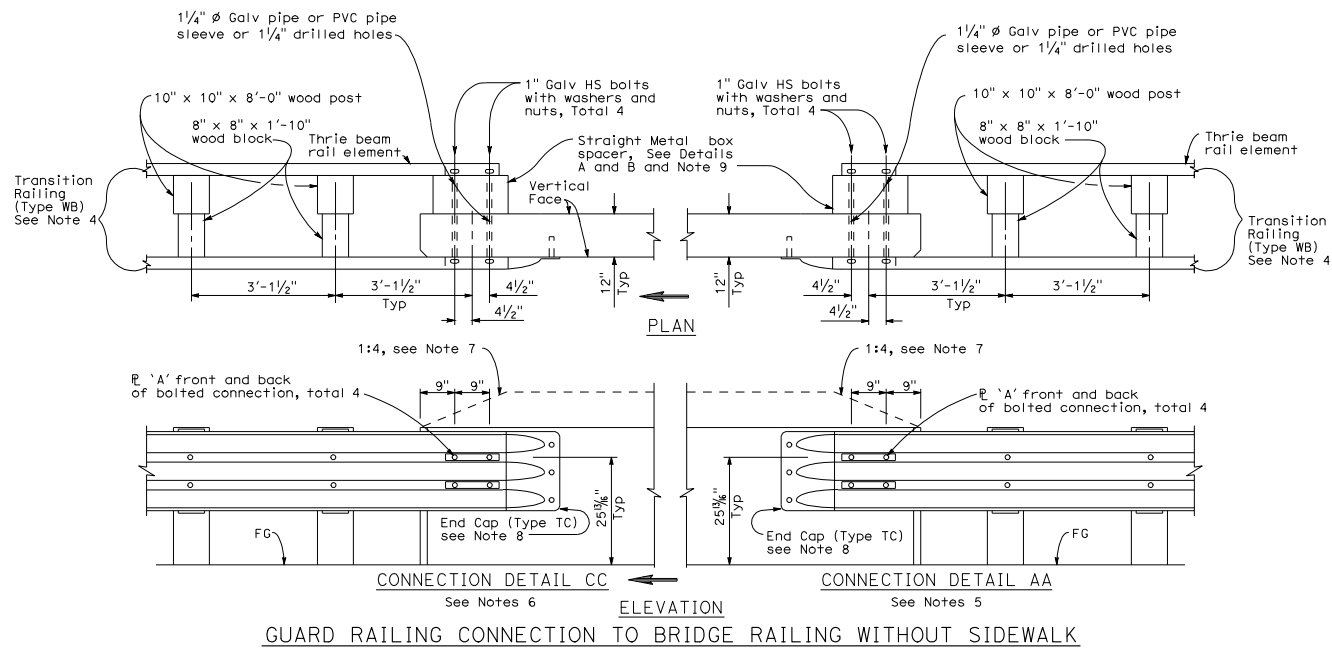 1¼" Ø Galv pipe or PVC pipe
sleeve or 1¼" drilled holes
1" Galv HS bolts
with washers and
nuts, Total 4
10" x 10" x 8'-0" wood post
8" x 8" x 1'-10"
wood block
Thrie beam
rail element
Straight Metal box
spacer, See Details
A and B and Note 9
Transition
Railing
(Type WB)
See Note 4
Vertical
Face
3'-1½"
3'-1½"
Typ
4½"
4½"
12"
Typ
1¼" Ø Galv pipe or PVC pipe
sleeve or 1¼" drilled holes
1" Galv HS bolts
with washers and
nuts, Total 4
10" x 10" x 8'-0" wood post
8" x 8" x 1'-10"
wood block
Thrie beam
rail element
Transition
Railing
(Type WB)
See Note 4
12"
Typ
4½"
4½"
3'-1½"
Typ
3'-1½"
PLAN
1:4, see Note 7
℄ 'A' front and back
of bolted connection, total 4
9"
9"
25¹³⁄₁₆"
Typ
End Cap (Type TC)
see Note 8
FG
1:4, see Note 7
9"
9"
℄ 'A' front and back
of bolted connection, total 4
25¹³⁄₁₆"
Typ
End Cap (Type TC)
see Note 8
FG
CONNECTION DETAIL CC
See Notes 6
CONNECTION DETAIL AA
See Notes 5
ELEVATION
GUARD RAILING CONNECTION TO BRIDGE RAILING WITHOUT SIDEWALK